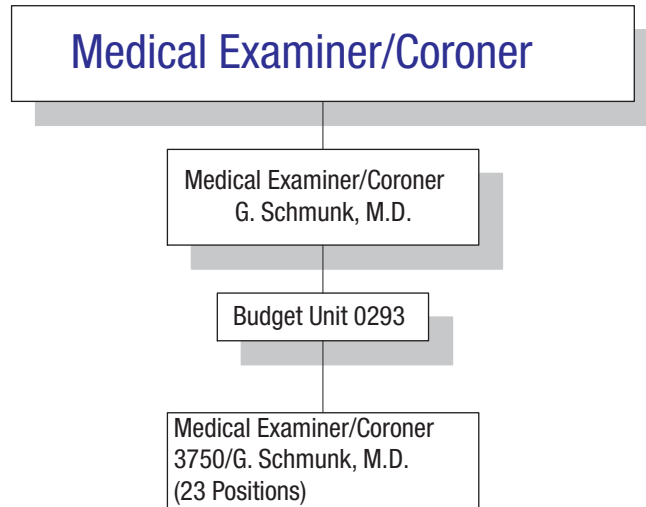 Medical Examiner/Coroner
Medical Examiner/Coroner
G. Schmunk, M.D.
Budget Unit 0293
Medical Examiner/Coroner
3750/G. Schmunk, M.D.
(23 Positions)